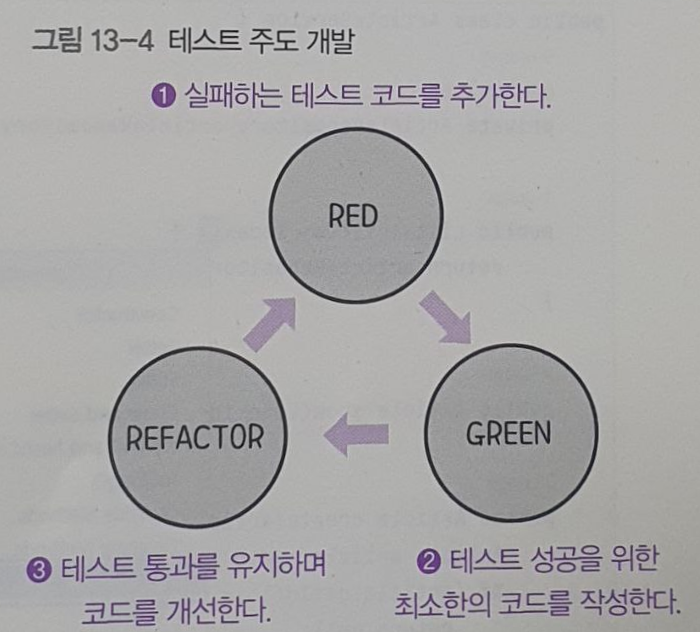 그림 13-4 테스트 주도 개발
❶ 실패하는 테스트 코드를 추가한다.
RED
GREEN
❷ 테스트 성공을 위한
최소한의 코드를 작성한다.
REFACTOR
❸ 테스트 통과를 유지하며
코드를 개선한다.